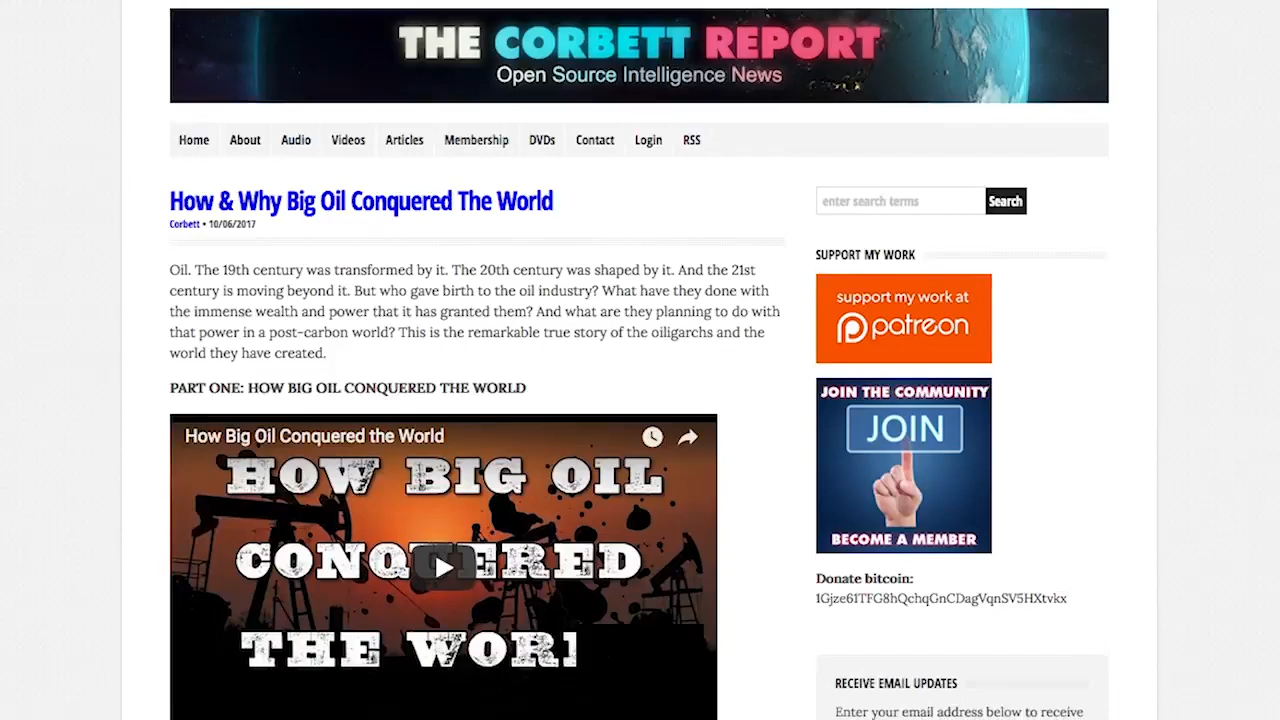 THE CORBETT REPORT
Open Source Intelligence News
Home About Audio Videos Articles Membership DVDs Contact Login RSS
How & Why Big Oil Conquered The World
Corbett • 10/06/2017
Oil. The 19th century was transformed by it. The 20th century was shaped by it. And the 21st
century is moving beyond it. But who gave birth to the oil industry? What have they done with
the immense wealth and power that it has granted them? And what are they planning to do with
that power in a post-carbon world? This is the remarkable true story of the oiligarchs and the
world they have created.
PART ONE: HOW BIG OIL CONQUERED THE WORLD
How Big Oil Conquered the World
HOW BIG OIL
CONQUERED
THE WORL
enter search terms Search
SUPPORT MY WORK
support my work at
patreon
JOIN THE COMMUNITY
JOIN
BECOME A MEMBER
Donate bitcoin:
1Gjze61TFG8hQchqGnCDagVqnSV5HXtvkx
RECEIVE EMAIL UPDATES
Enter your email address below to receive